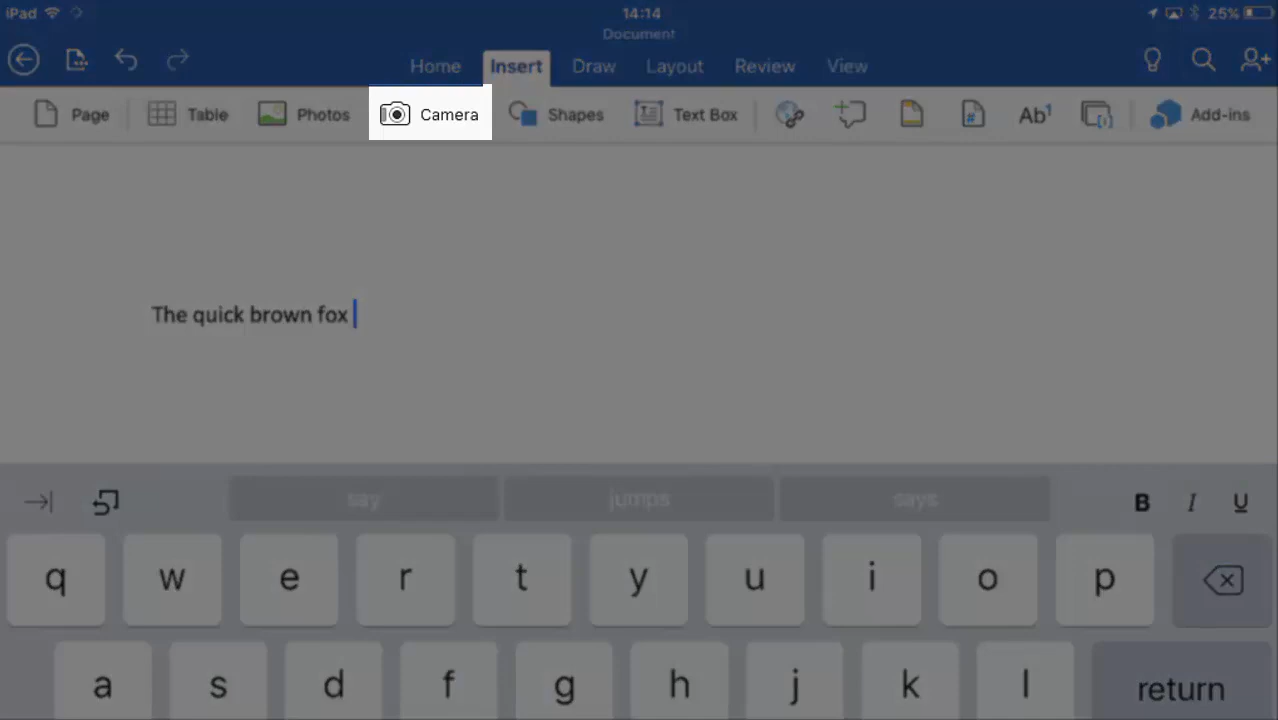 iPad 14:14 25%
Document
Home Insert Draw Layout Review View
Page Table Photos Camera Shapes Text Box # Ab¹ Add-ins
The quick brown fox
say jumps says B I U
q w e r t y u i o p
a s d f g h j k l return